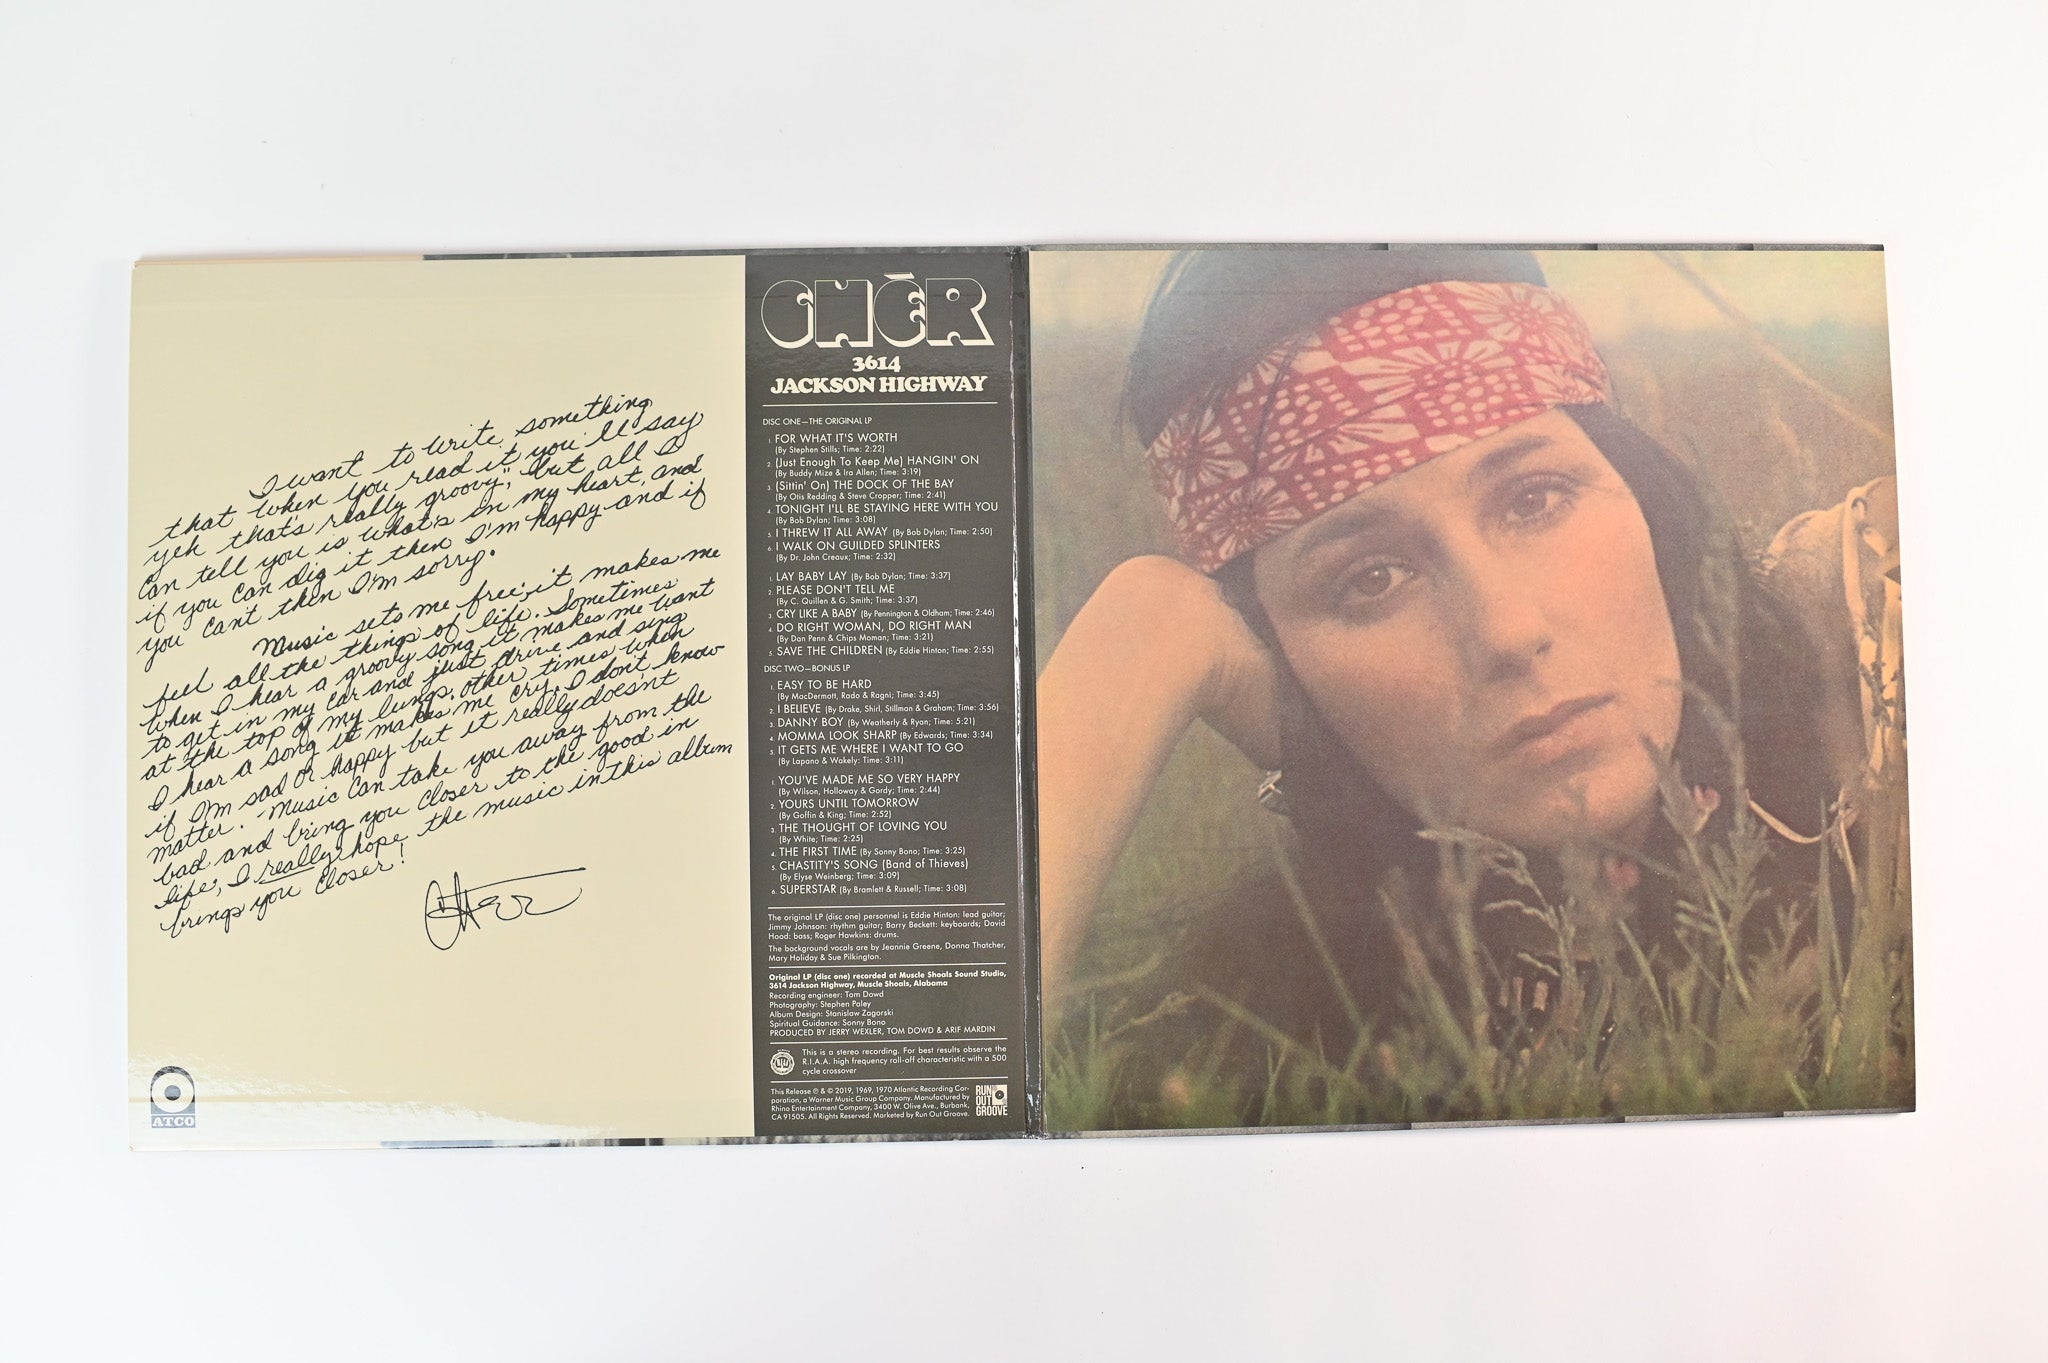 I want to write something
that when you read it you'll say
yeh that's really groovy," but all I
can tell you is what's in my heart, and
if you can dig it then I'm happy and if
you can't then I'm sorry.
Music sets me free, it makes me
feel all the things of life. Sometimes
when I hear a groovy song it makes me want
to get in my car and just drive and sing
at the top of my lungs, other times when
I hear a song it makes me cry. I don't know
if I'm sad or happy but it really doesn't
matter. Music can take you away from the
bad and bring you closer to the good in
life, I really hope the music in this album
brings you closer!
Cher
ATCO
CHĒR
3614
JACKSON HIGHWAY
DISC ONE—THE ORIGINAL LP
1. FOR WHAT IT'S WORTH
(By Stephen Stills; Time: 2:22)
2. (Just Enough To Keep Me) HANGIN' ON
(By Buddy Mize & Ira Allen; Time: 3:19)
3. (Sittin' On) THE DOCK OF THE BAY
(By Otis Redding & Steve Cropper; Time: 2:41)
4. TONIGHT I'LL BE STAYING HERE WITH YOU
(By Bob Dylan; Time: 3:08)
5. I THREW IT ALL AWAY (By Bob Dylan; Time: 2:50)
6. I WALK ON GUILDED SPLINTERS
(By Dr. John Creaux; Time: 2:32)
1. LAY BABY LAY (By Bob Dylan; Time: 3:37)
2. PLEASE DON'T TELL ME
(By C. Quillen & G. Smith; Time: 3:37)
3. CRY LIKE A BABY (By Pennington & Oldham; Time: 2:46)
4. DO RIGHT WOMAN, DO RIGHT MAN
(By Dan Penn & Chips Moman; Time: 3:21)
5. SAVE THE CHILDREN (By Eddie Hinton; Time: 2:55)
DISC TWO—BONUS LP
1. EASY TO BE HARD
(By MacDermott, Rado & Ragni; Time: 3:45)
2. I BELIEVE (By Drake, Shirl, Stillman & Graham; Time: 3:56)
3. DANNY BOY (By Weatherly & Ryan; Time: 5:21)
4. MOMMA LOOK SHARP (By Edwards; Time: 3:34)
5. IT GETS ME WHERE I WANT TO GO
(By Lapano & Wakely; Time: 3:11)
1. YOU'VE MADE ME SO VERY HAPPY
(By Wilson, Holloway & Gordy; Time: 2:44)
2. YOURS UNTIL TOMORROW
(By Goffin & King; Time: 2:52)
3. THE THOUGHT OF LOVING YOU
(By White; Time: 2:25)
4. THE FIRST TIME (By Sonny Bono; Time: 3:25)
5. CHASTITY'S SONG (Band of Thieves)
(By Elyse Weinberg; Time: 3:09)
6. SUPERSTAR (By Bramlett & Russell; Time: 3:08)
The original LP (disc one) personnel is Eddie Hinton: lead guitar;
Jimmy Johnson: rhythm guitar; Barry Beckett: keyboards; David
Hood: bass; Roger Hawkins: drums.
The background vocals are by Jeannie Greene, Donna Thatcher,
Mary Holiday & Sue Pilkington.
Original LP (disc one) recorded at Muscle Shoals Sound Studio,
3614 Jackson Highway, Muscle Shoals, Alabama
Recording engineer: Tom Dowd
Photography: Stephen Paley
Album Design: Stanislaw Zagorski
Spiritual Guidance: Sonny Bono
PRODUCED BY JERRY WEXLER, TOM DOWD & ARIF MARDIN
This is a stereo recording. For best results observe the
R.I.A.A. high frequency roll-off characteristic with a 500
cycle crossover
This Release ℗ & © 2019, 1969, 1970 Atlantic Recording Cor-
poration, a Warner Music Group Company. Manufactured by
Rhino Entertainment Company, 3400 W. Olive Ave., Burbank,
CA 91505. All Rights Reserved. Marketed by Run Out Groove.
RUN
OUT
GROOVE